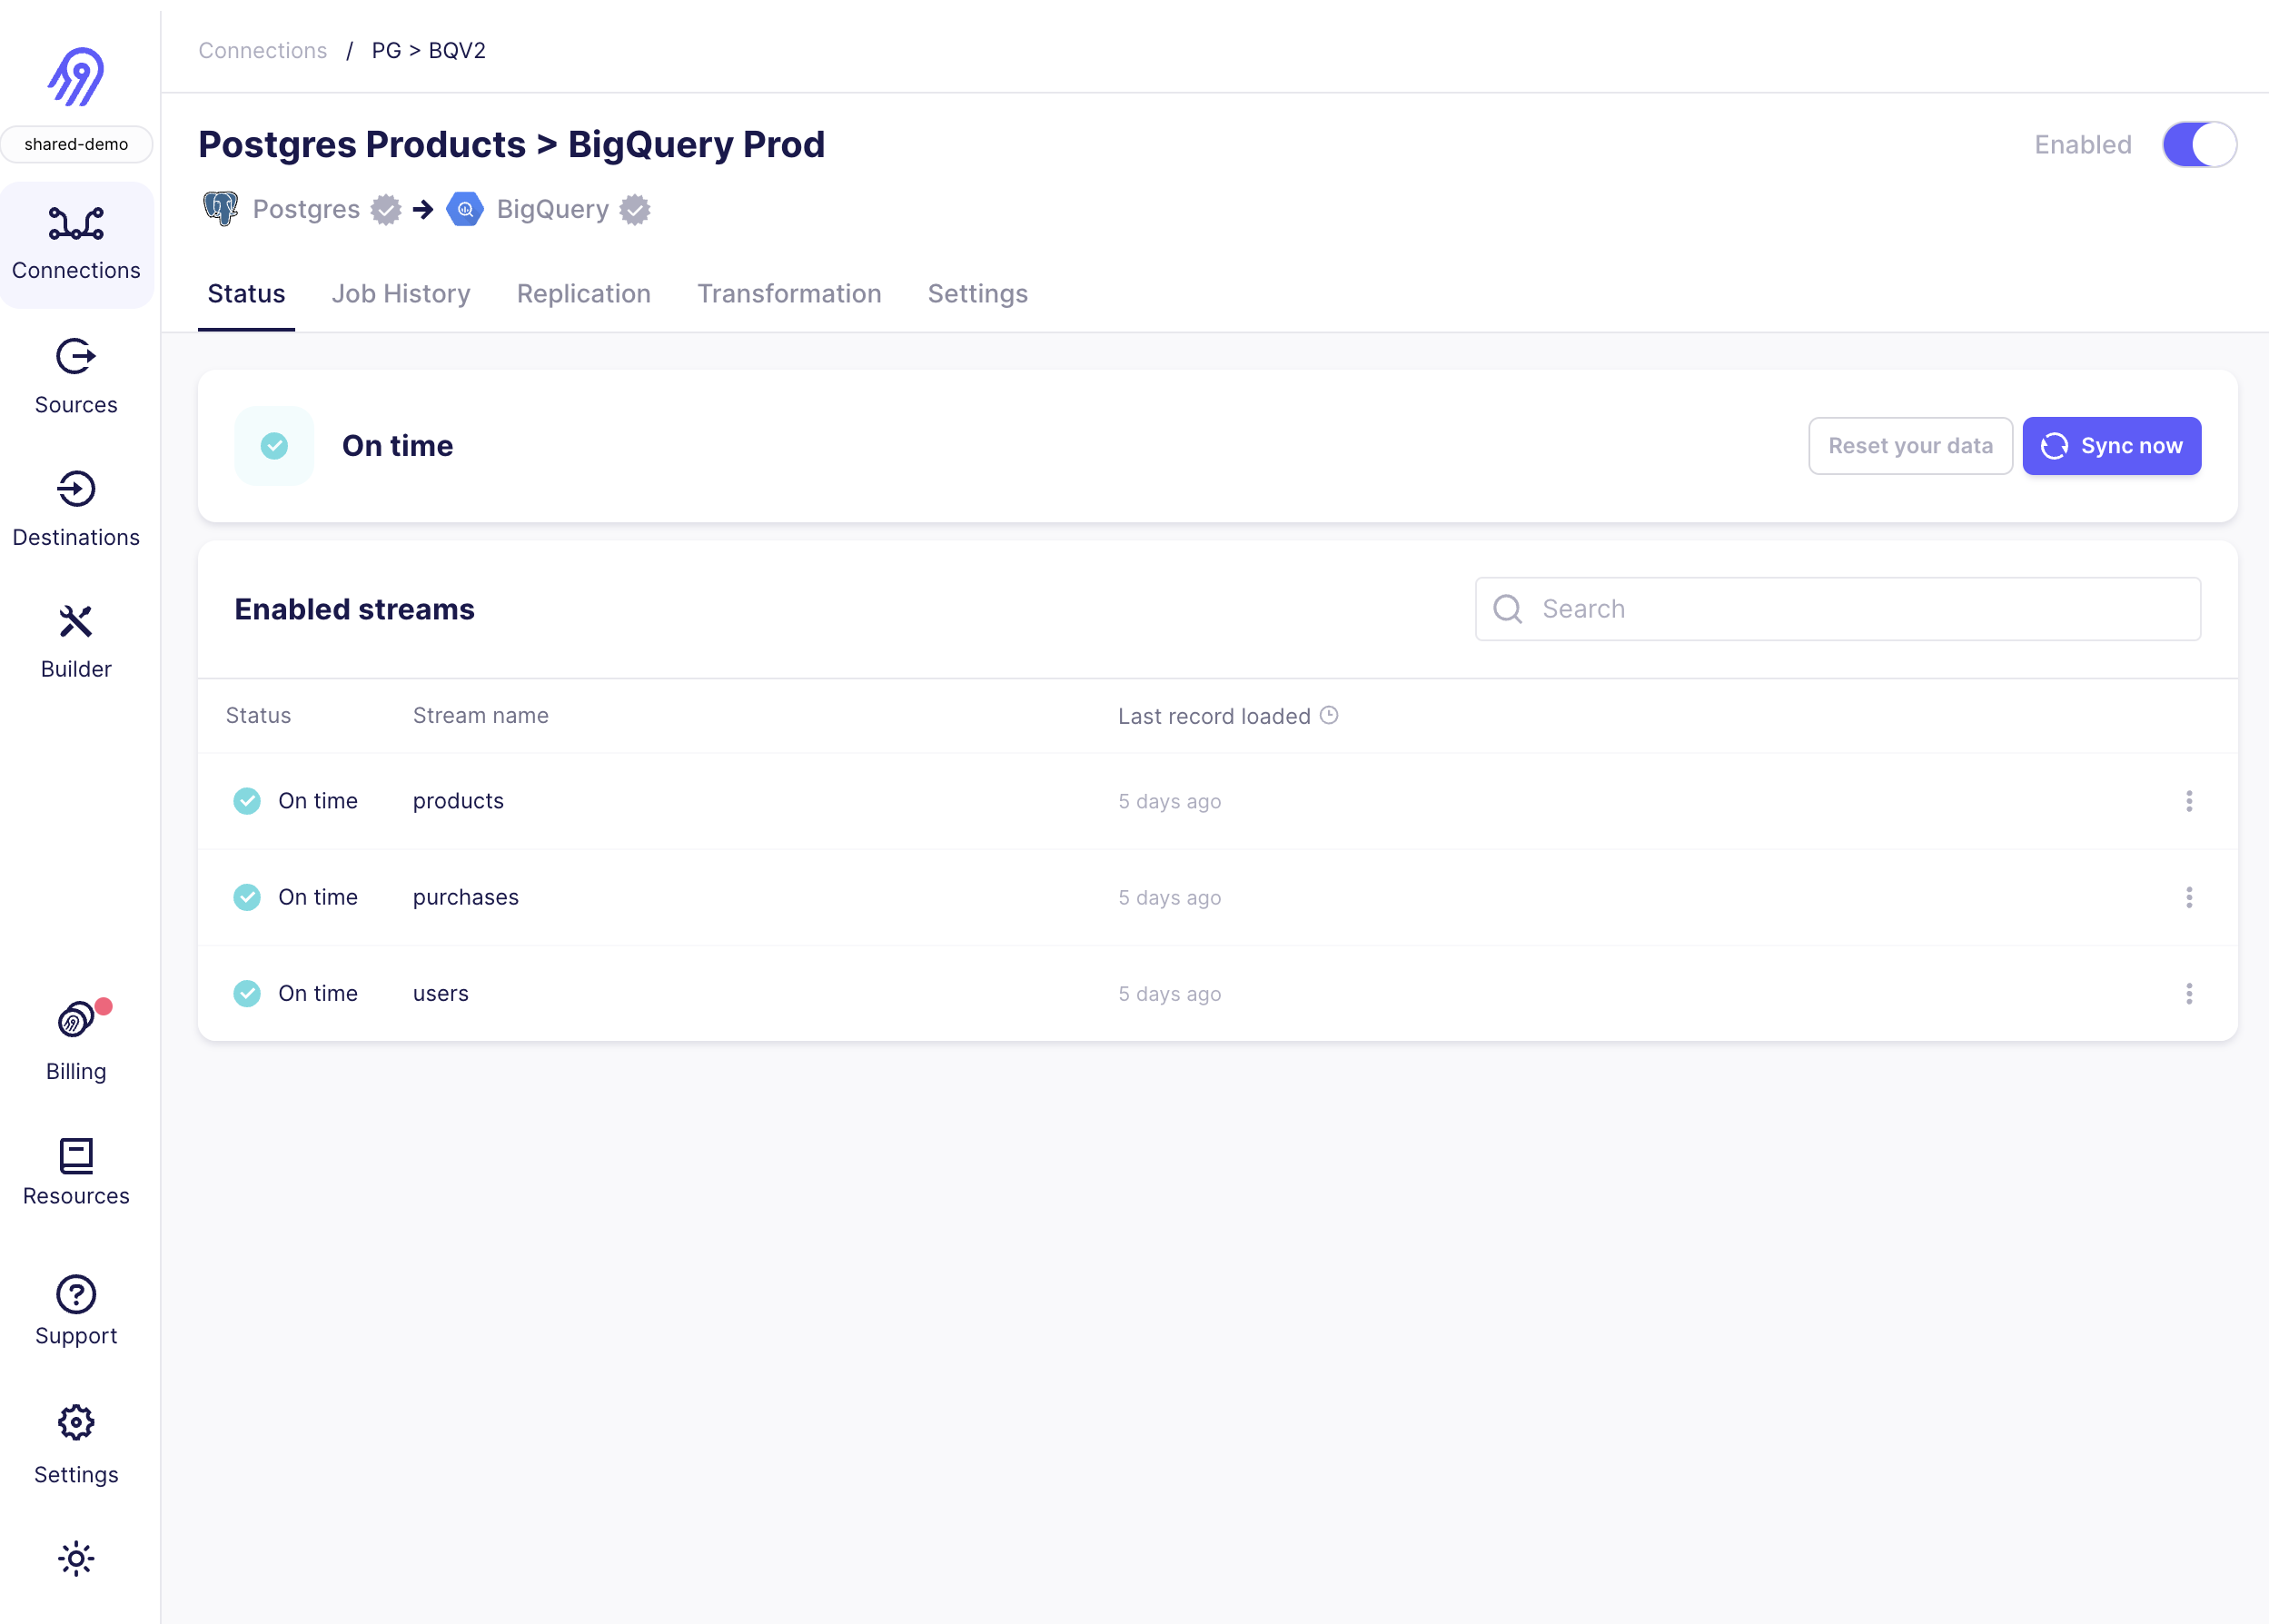 Connections / PG > BQV2
shared-demo
Connections
Sources
Destinations
Builder
Billing
Resources
Support
Settings
Postgres Products > BigQuery Prod
Enabled
Postgres BigQuery
Status Job History Replication Transformation Settings
On time
Reset your data Sync now
Enabled streams
Search
Status Stream name Last record loaded
On time products 5 days ago
On time purchases 5 days ago
On time users 5 days ago